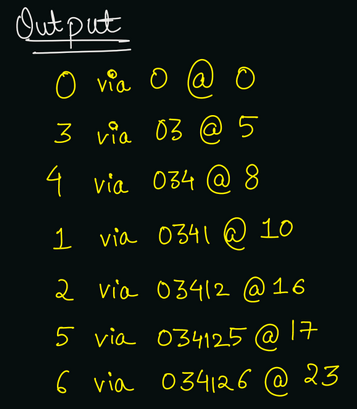 Output
0 via 0 @ 0
3 via 03 @ 5
4 via 034 @ 8
1 via 0341 @ 10
2 via 03412 @ 16
5 via 034125 @ 17
6 via 034126 @ 23